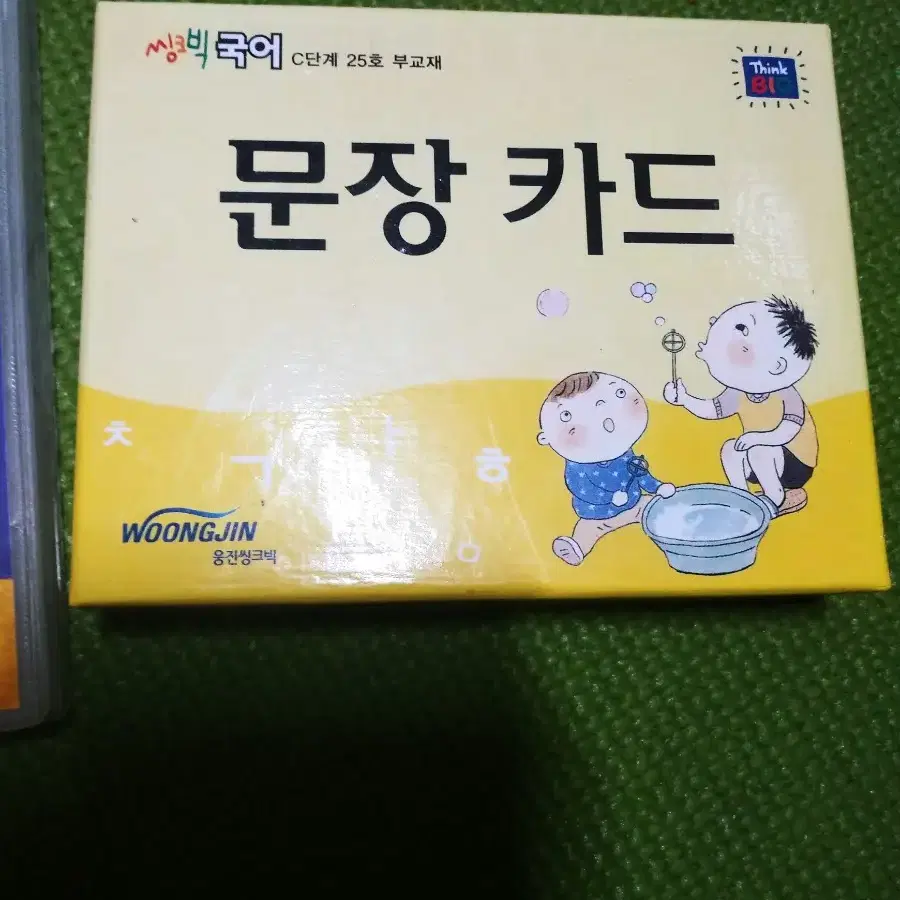 씽크빅 국어 C단계 25호 부교재
Think
BIG
문장 카드
ㅊ
ㄱ
ㅑ
ㅎ
ㅁ
WOONGJIN
웅진씽크빅